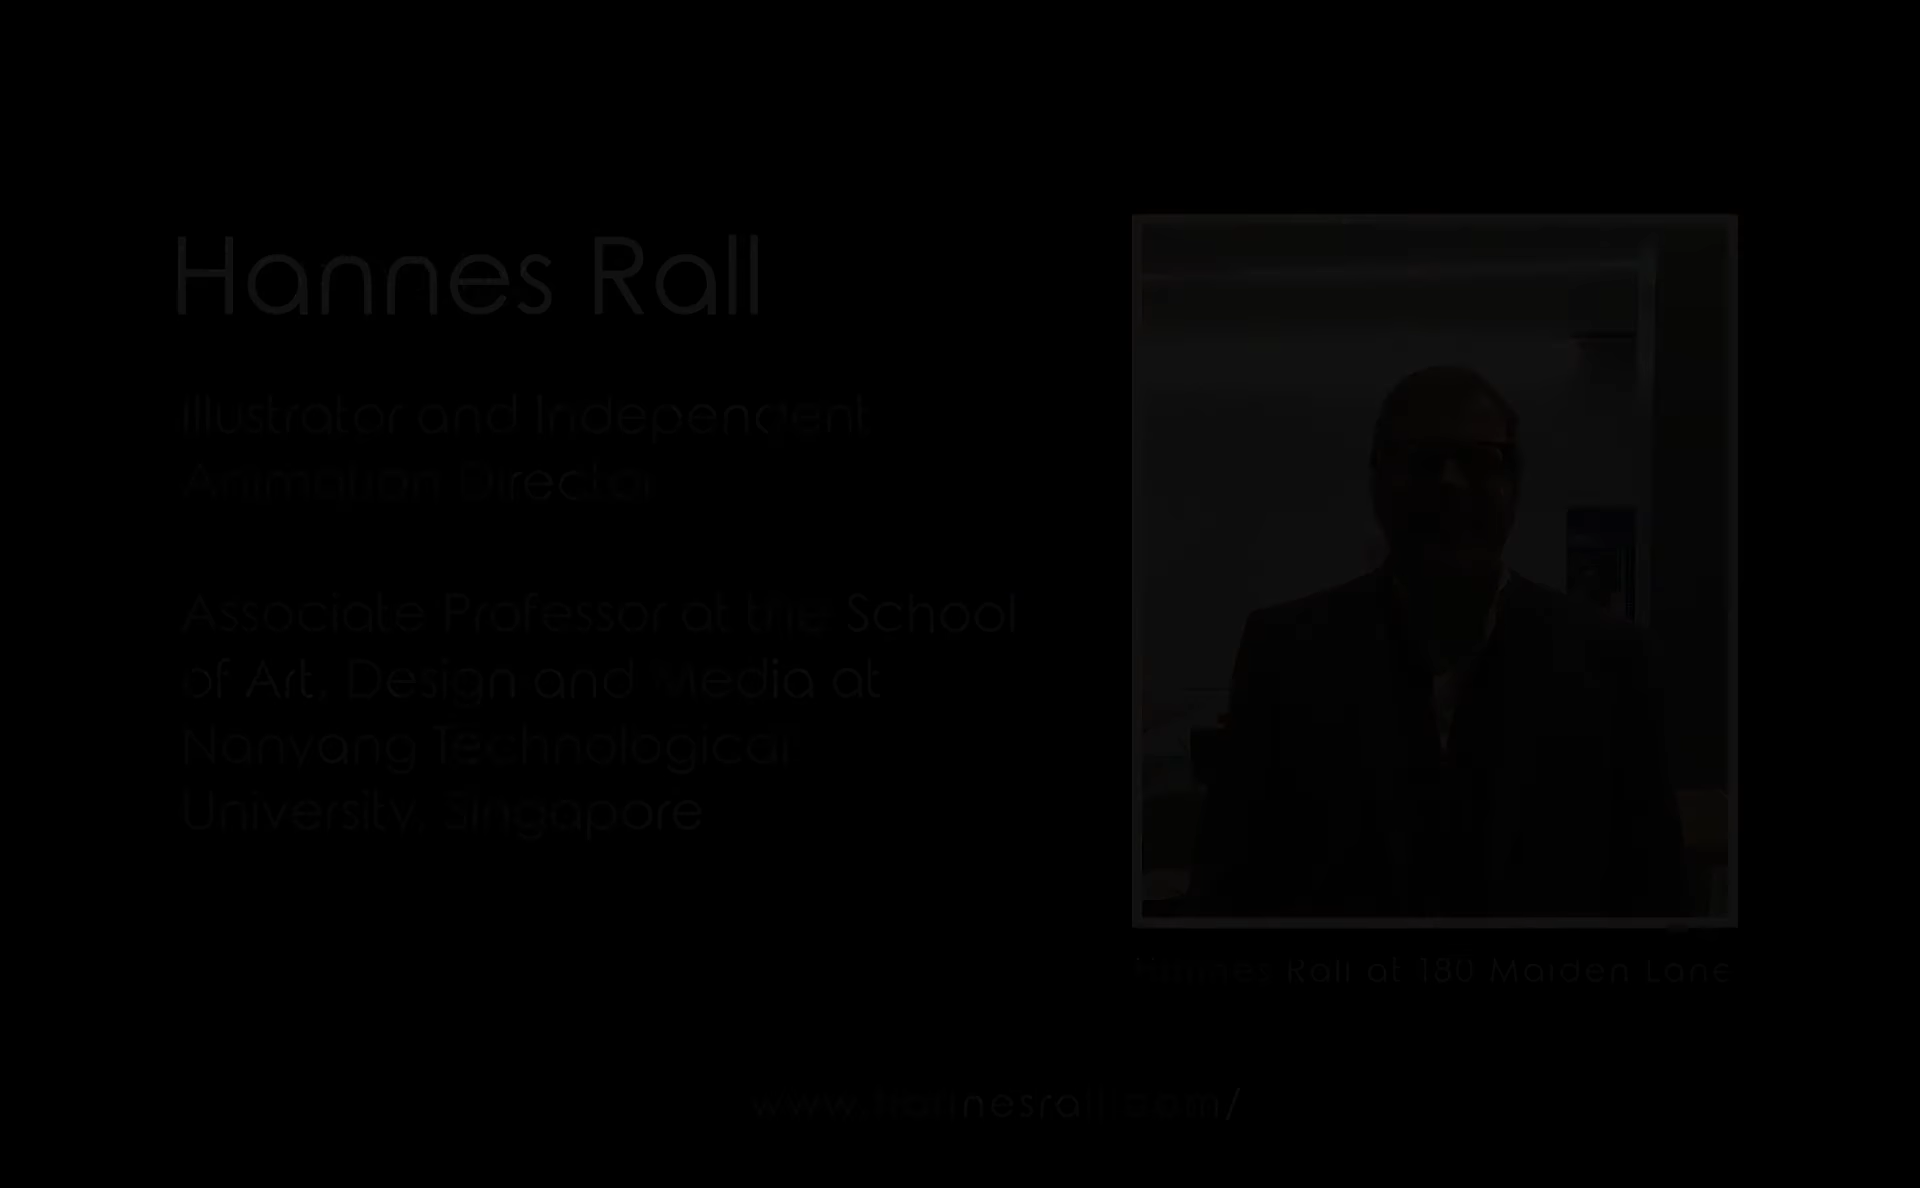 Hannes Rall
Illustrator and Independent
Animation Director
Associate Professor at the School
of Art, Design and Media at
Nanyang Technological
University, Singapore
Hannes Rall at 180 Maiden Lane
www.hannesrall.com/